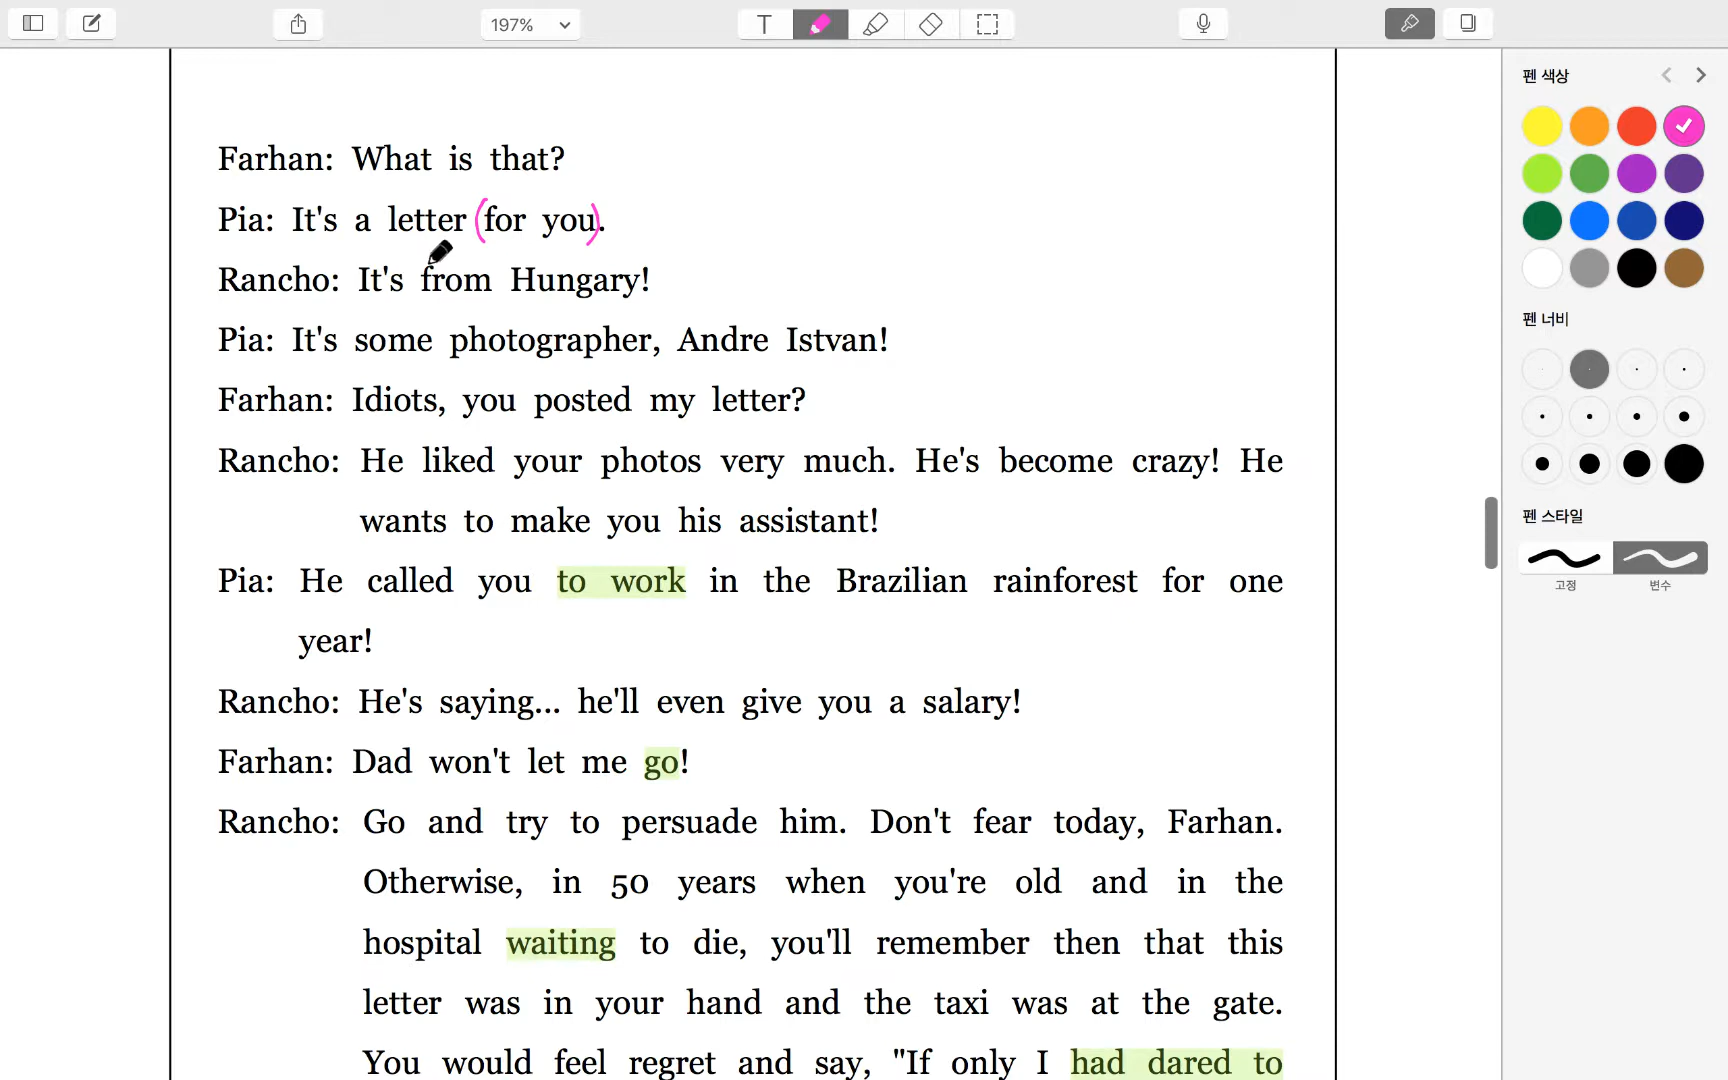 197%
T
펜 색상
Farhan: What is that?
Pia: It's a letter (for you).
Rancho: It's from Hungary!
펜 너비
Pia: It's some photographer, Andre Istvan!
Farhan: Idiots, you posted my letter?
Rancho: He liked your photos very much. He's become crazy! He
wants to make you his assistant!
펜 스타일
고정 변수
Pia: He called you to work in the Brazilian rainforest for one
year!
Rancho: He's saying... he'll even give you a salary!
Farhan: Dad won't let me go!
Rancho: Go and try to persuade him. Don't fear today, Farhan.
Otherwise, in 50 years when you're old and in the
hospital waiting to die, you'll remember then that this
letter was in your hand and the taxi was at the gate.
You would feel regret and say, "If only I had dared to